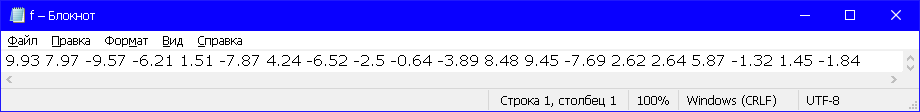 f – Блокнот
Файл Правка Формат Вид Справка
9.93 7.97 -9.57 -6.21 1.51 -7.87 4.24 -6.52 -2.5 -0.64 -3.89 8.48 9.45 -7.69 2.62 2.64 5.87 -1.32 1.45 -1.84
Строка 1, столбец 1 100% Windows (CRLF) UTF-8